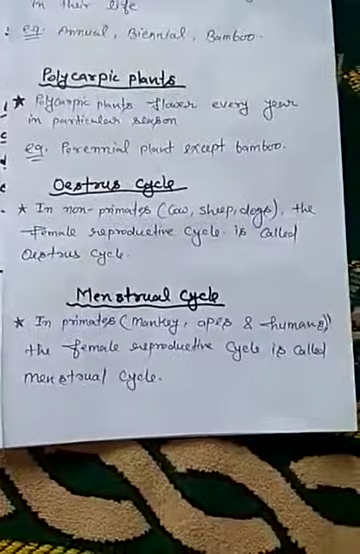 in their life
eg: Annual, Biennial, Bamboo.
Polycarpic plants
★ Polycarpic plants flower every year
in particular season
eg. Perennial plant except bamboo.
Oestrus cycle
★ In non-primates (Cow, sheep, dogs), the
female reproductive cycle is called
Oestrus cycle.
Menstrual cycle
★ In primates (monkey, apes & humans)
the female reproductive cycle is called
menstrual cycle.